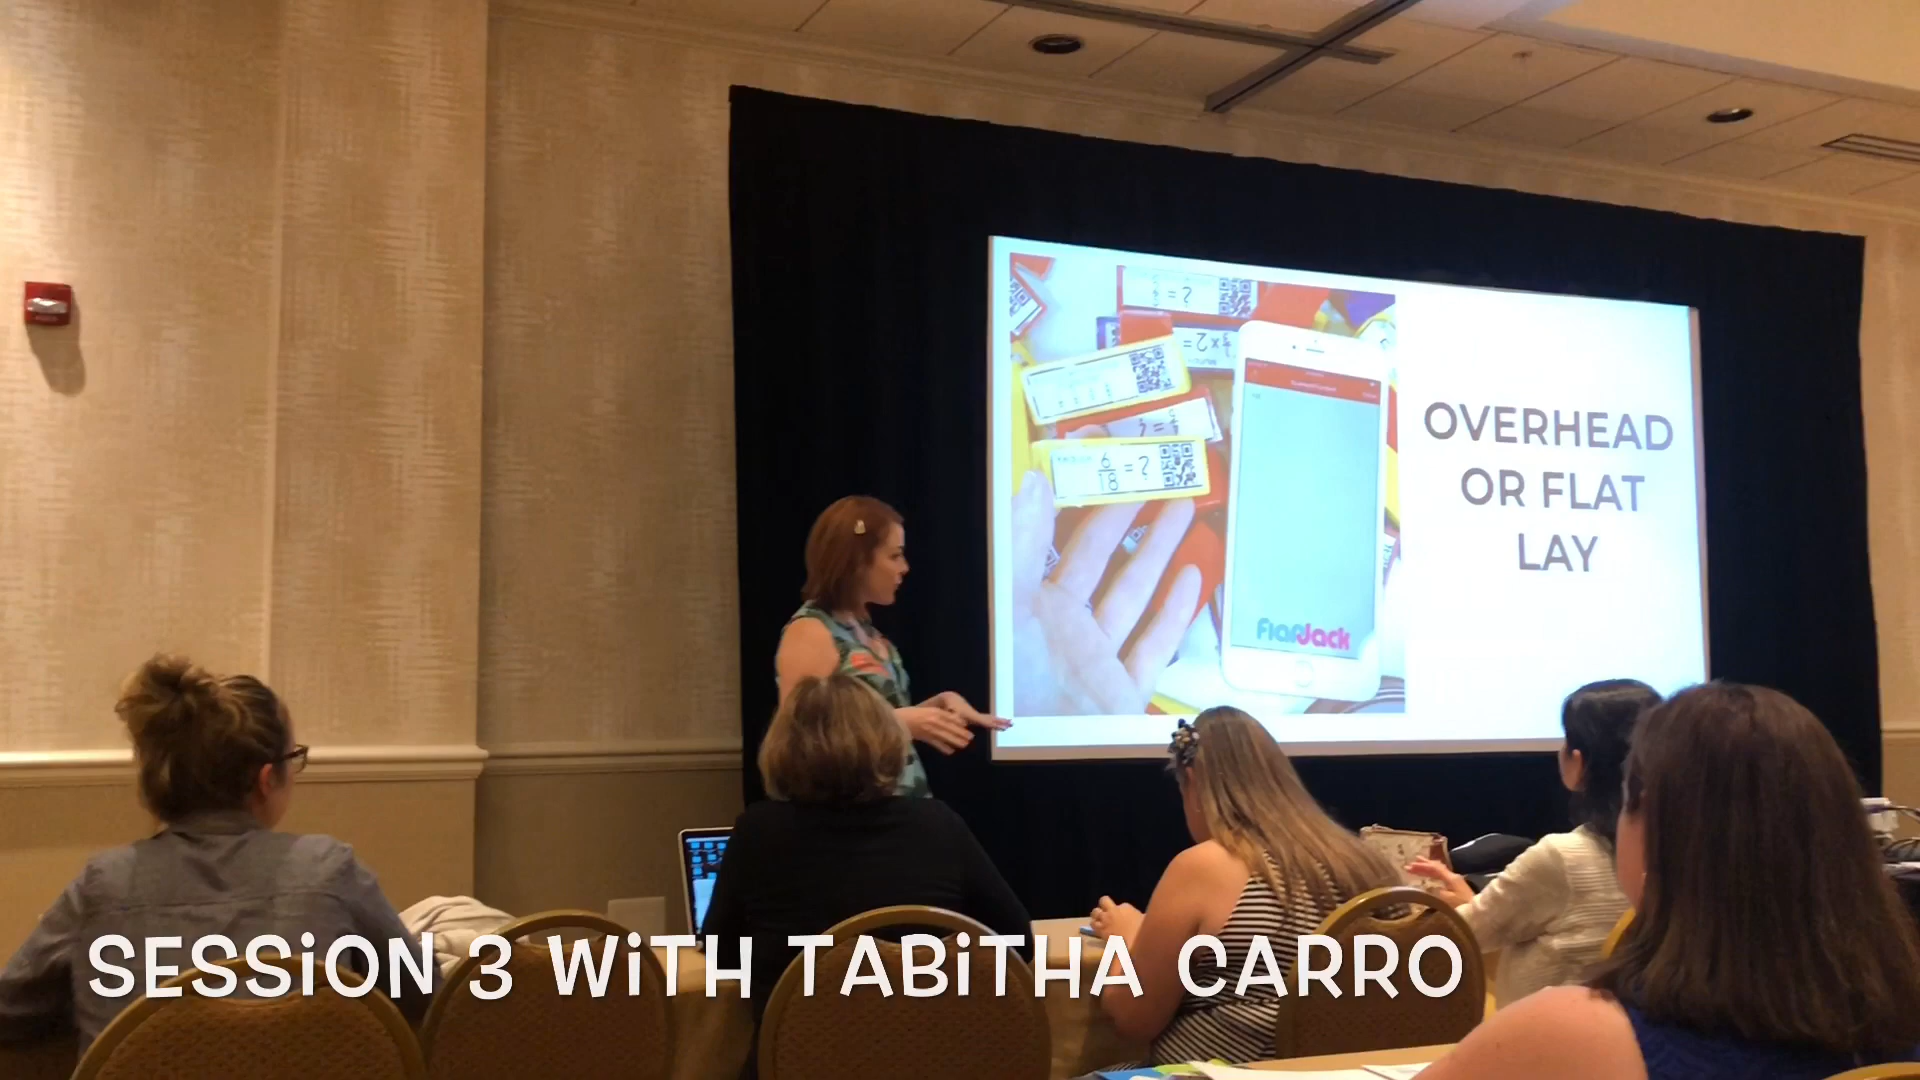 = ?
6
18
= ?
FlapJack
OVERHEAD
OR FLAT
LAY
SESSiON 3 WiTH TABiTHA CARRO